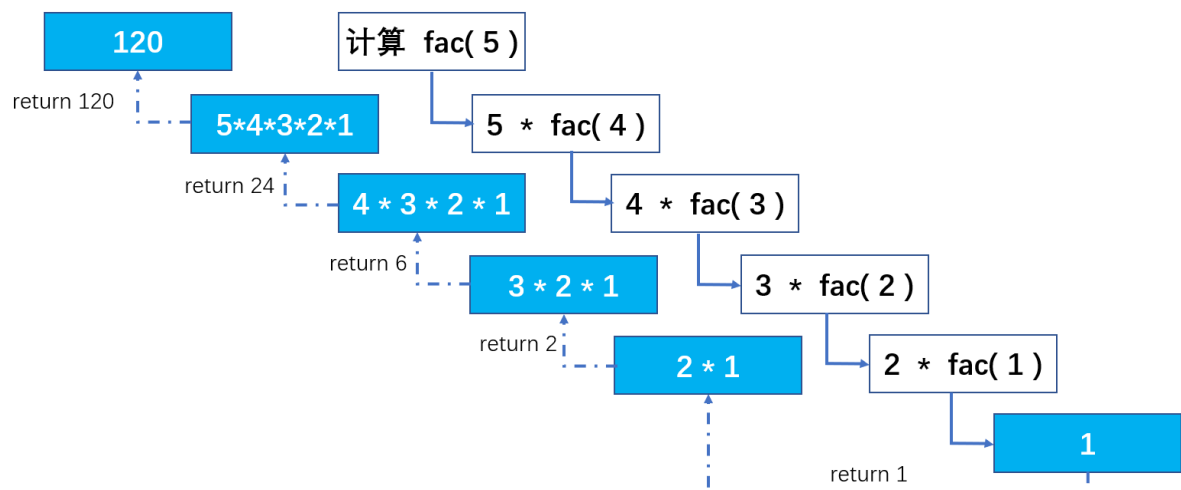 120
计算 fac( 5 )
return 120
5*4*3*2*1
5 * fac( 4 )
return 24
4 * 3 * 2 * 1
4 * fac( 3 )
return 6
3 * 2 * 1
3 * fac( 2 )
return 2
2 * 1
2 * fac( 1 )
1
return 1